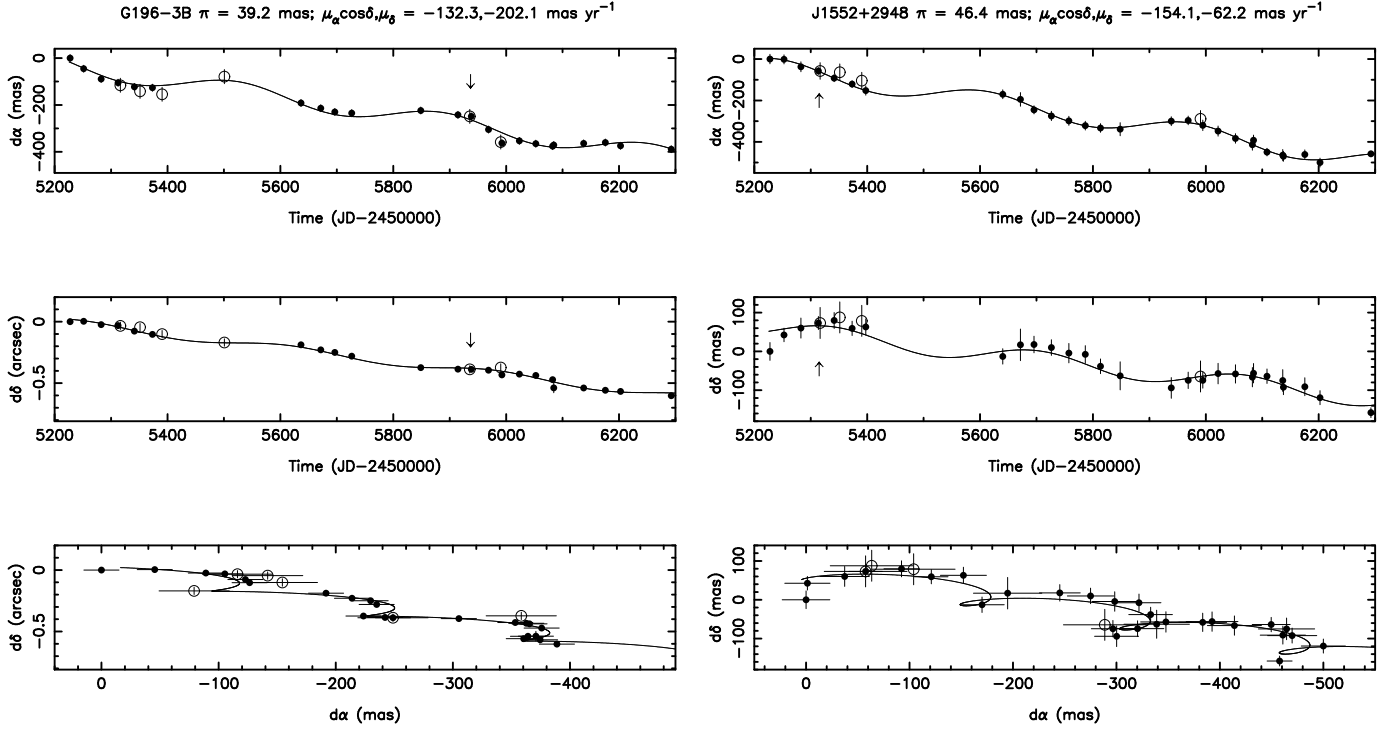 G196−3B π = 39.2 mas; μαcosδ,μδ = −132.3,−202.1 mas yr−1
dα (mas)
0
−200
−400
5200 5400 5600 5800 6000 6200
Time (JD−2450000)
dδ (arcsec)
0
−0.5
5200 5400 5600 5800 6000 6200
Time (JD−2450000)
dδ (arcsec)
0
−0.5
0 −100 −200 −300 −400
dα (mas)
J1552+2948 π = 46.4 mas; μαcosδ,μδ = −154.1,−62.2 mas yr−1
dα (mas)
0
−200
−400
5200 5400 5600 5800 6000 6200
Time (JD−2450000)
dδ (mas)
100
0
−100
5200 5400 5600 5800 6000 6200
Time (JD−2450000)
dδ (mas)
100
0
−100
0 −100 −200 −300 −400 −500
dα (mas)